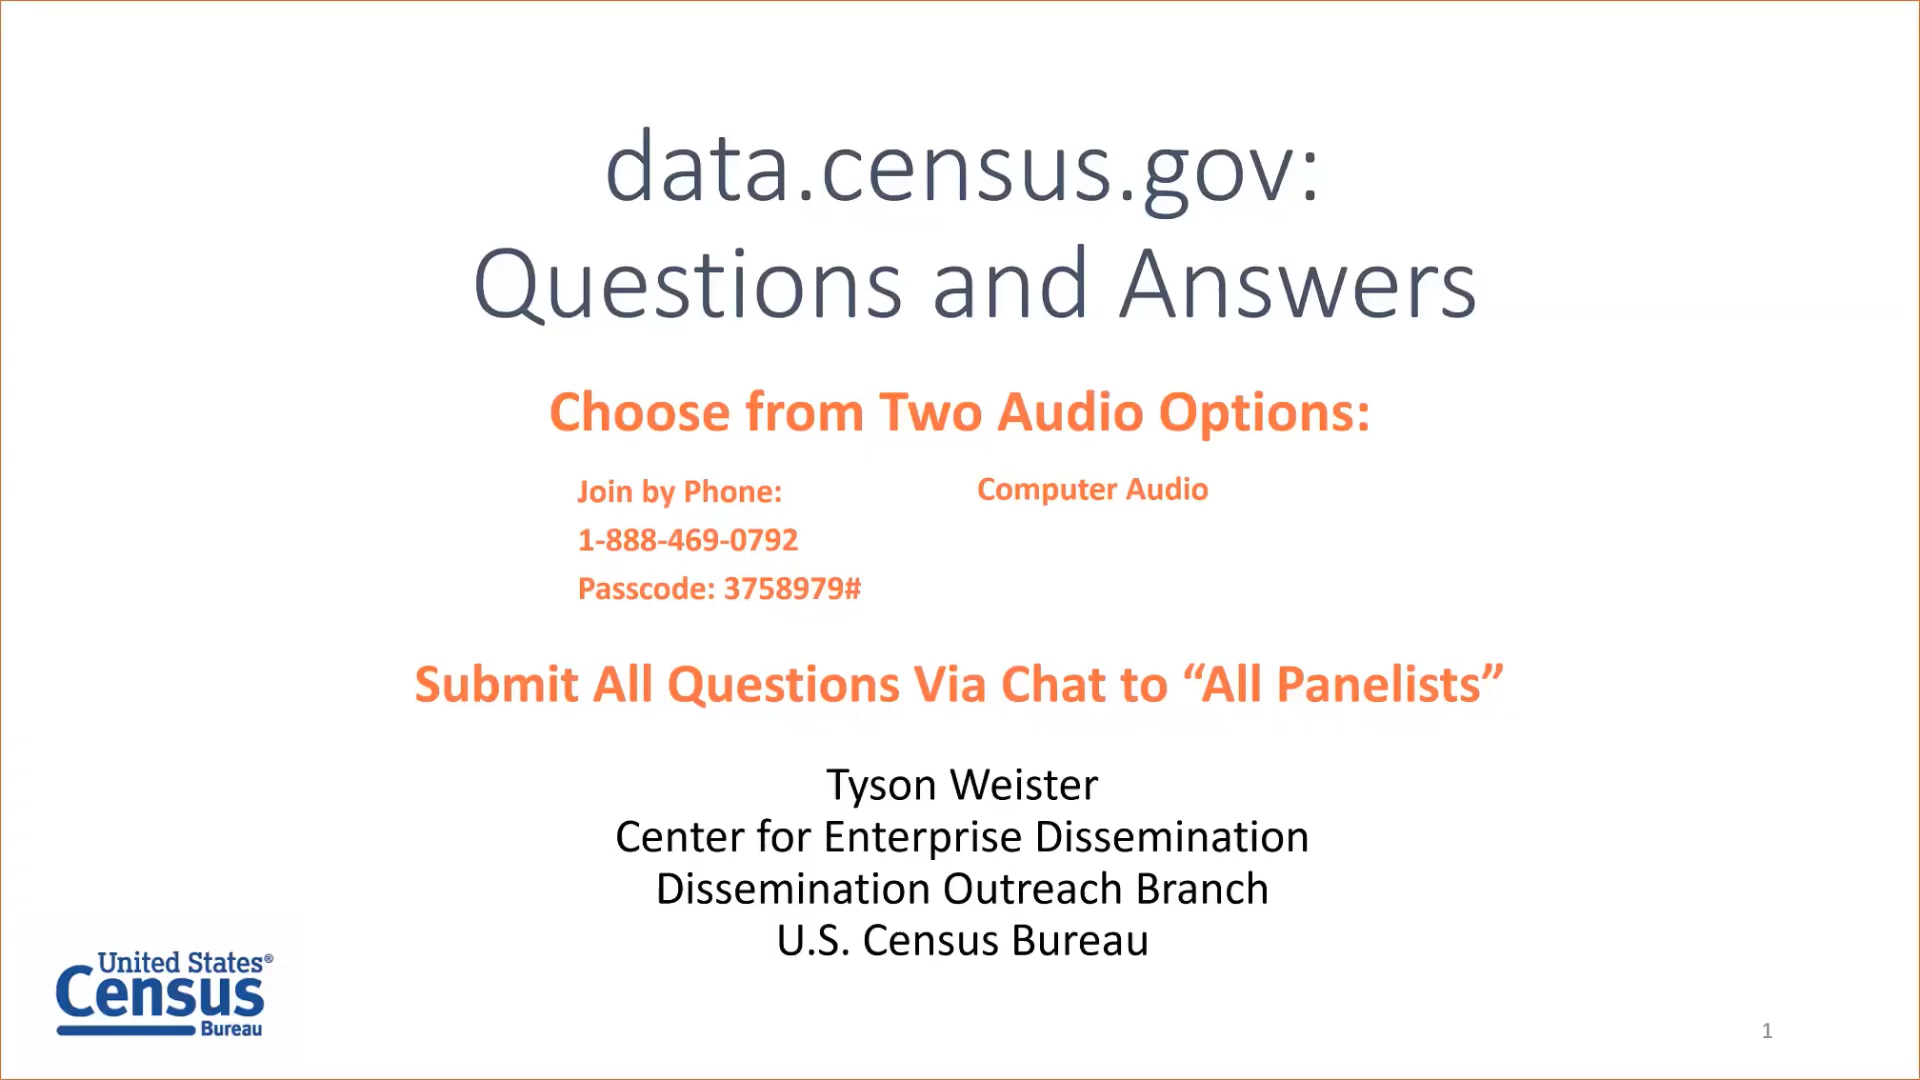 data.census.gov:
Questions and Answers
Choose from Two Audio Options:
Join by Phone:
1-888-469-0792
Passcode: 3758979#
Computer Audio
Submit All Questions Via Chat to “All Panelists”
Tyson Weister
Center for Enterprise Dissemination
Dissemination Outreach Branch
U.S. Census Bureau
United States®
Census
Bureau
1